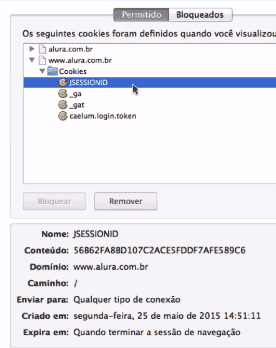 Permitido Bloqueados
Os seguintes cookies foram definidos quando você visualizou
alura.com.br
www.alura.com.br
Cookies
JSESSIONID
_ga
_gat
caelum.login.token
Bloquear Remover
Nome: JSESSIONID
Conteúdo: 56B62FA8BD107C2ACE5FDDF7AFE589C6
Domínio: www.alura.com.br
Caminho: /
Enviar para: Qualquer tipo de conexão
Criado em: segunda-feira, 25 de maio de 2015 14:51:11
Expira em: Quando terminar a sessão de navegação